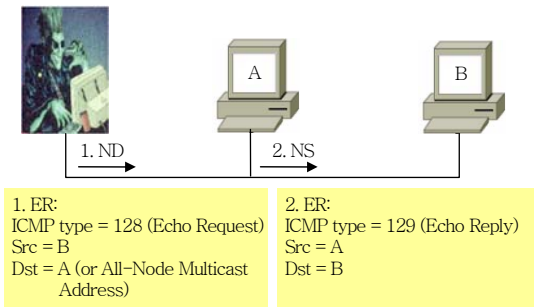 A
B
1. ND
2. NS
1. ER:
ICMP type = 128 (Echo Request)
Src = B
Dst = A (or All-Node Multicast
Address)
2. ER:
ICMP type = 129 (Echo Reply)
Src = A
Dst = B